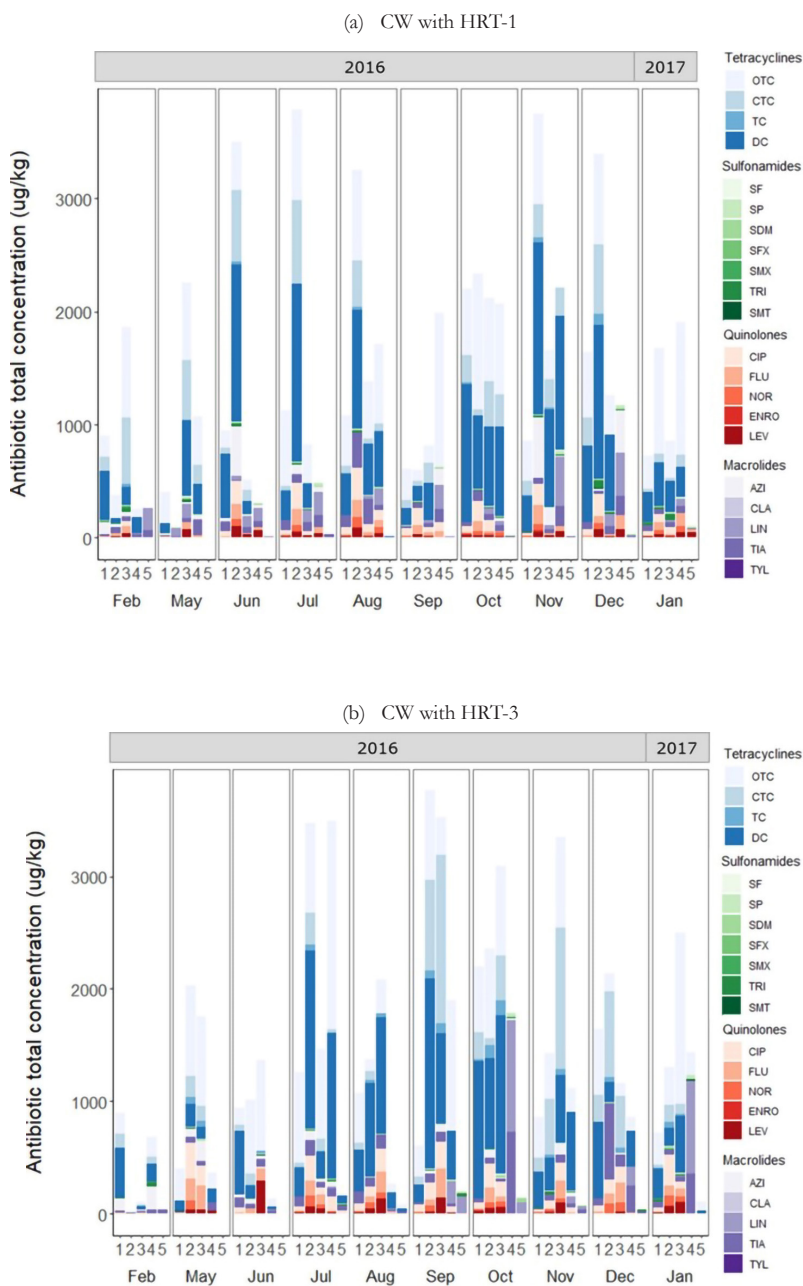 (a) CW with HRT-1
2016 2017
Antibiotic total concentration (ug/kg)
3000
2000
1000
0
12345 12345 12345 12345 12345 12345 12345 12345 12345 12345
Feb May Jun Jul Aug Sep Oct Nov Dec Jan
Tetracyclines
OTC
CTC
TC
DC
Sulfonamides
SF
SP
SDM
SFX
SMX
TRI
SMT
Quinolones
CIP
FLU
NOR
ENRO
LEV
Macrolides
AZI
CLA
LIN
TIA
TYL
(b) CW with HRT-3
2016 2017
Antibiotic total concentration (ug/kg)
3000
2000
1000
0
12345 12345 12345 12345 12345 12345 12345 12345 12345 12345
Feb May Jun Jul Aug Sep Oct Nov Dec Jan
Tetracyclines
OTC
CTC
TC
DC
Sulfonamides
SF
SP
SDM
SFX
SMX
TRI
SMT
Quinolones
CIP
FLU
NOR
ENRO
LEV
Macrolides
AZI
CLA
LIN
TIA
TYL